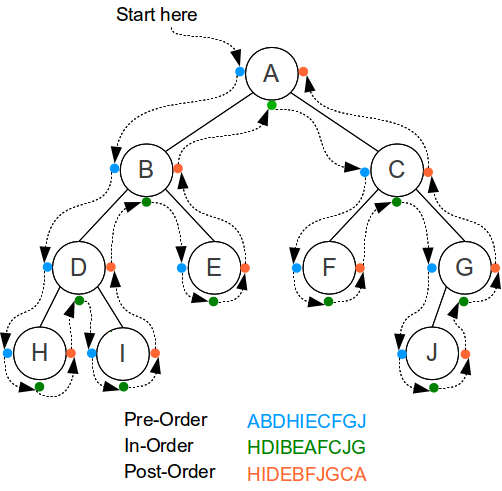 Start here
A
B
C
D
E
F
G
H
I
J
Pre-Order ABDHIECFGJ
In-Order HDIBEAFCJG
Post-Order HIDEBFJGCA